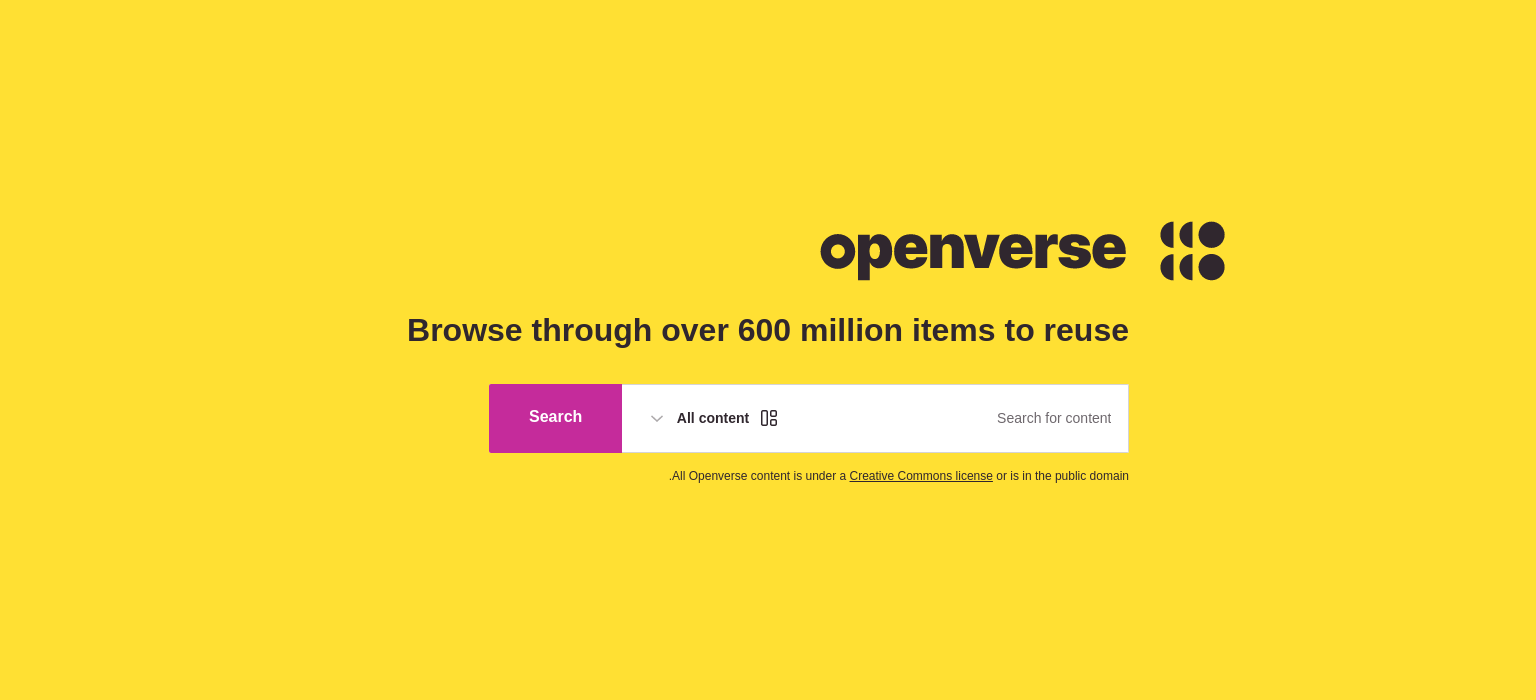 openverse
Browse through over 600 million items to reuse
Search for content
All content
Search
.All Openverse content is under a Creative Commons license or is in the public domain